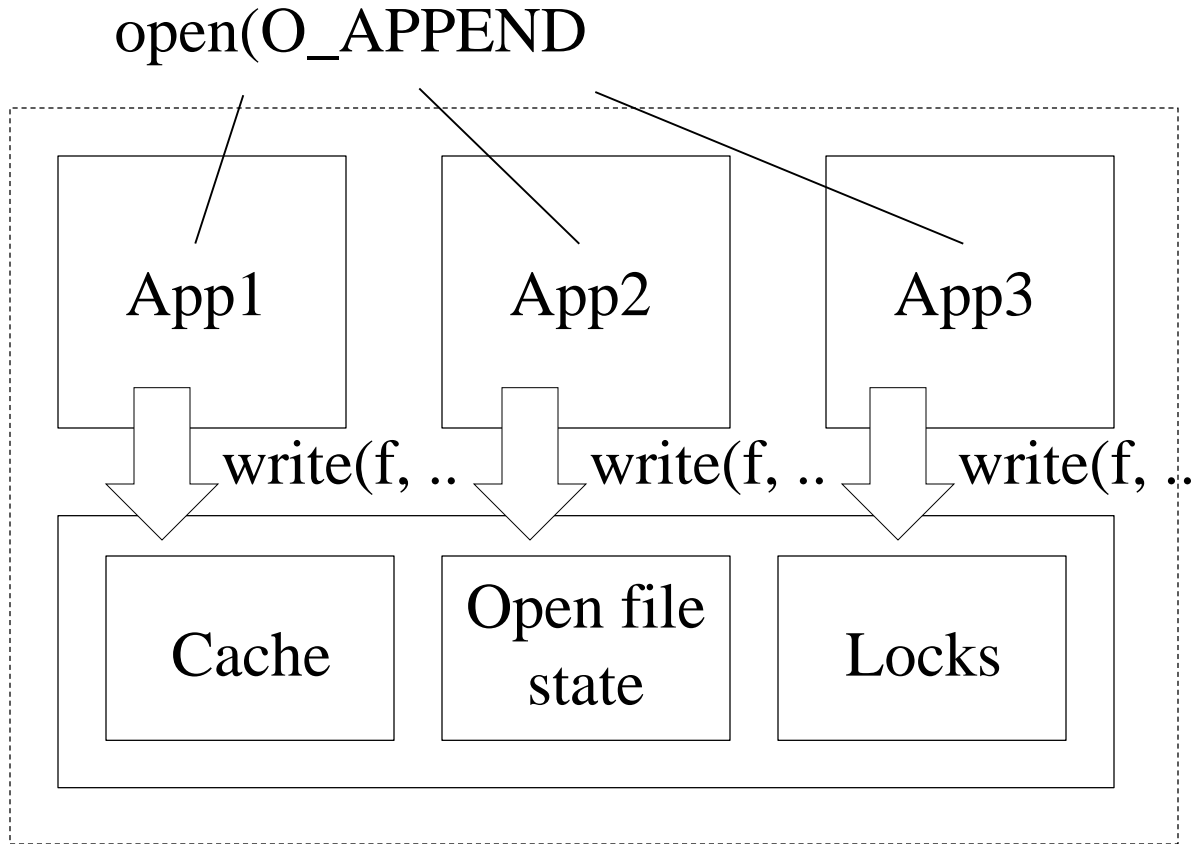 open(O_APPEND
App1
App2
App3
write(f, ..
write(f, ..
write(f, ..
Cache
Open file
state
Locks